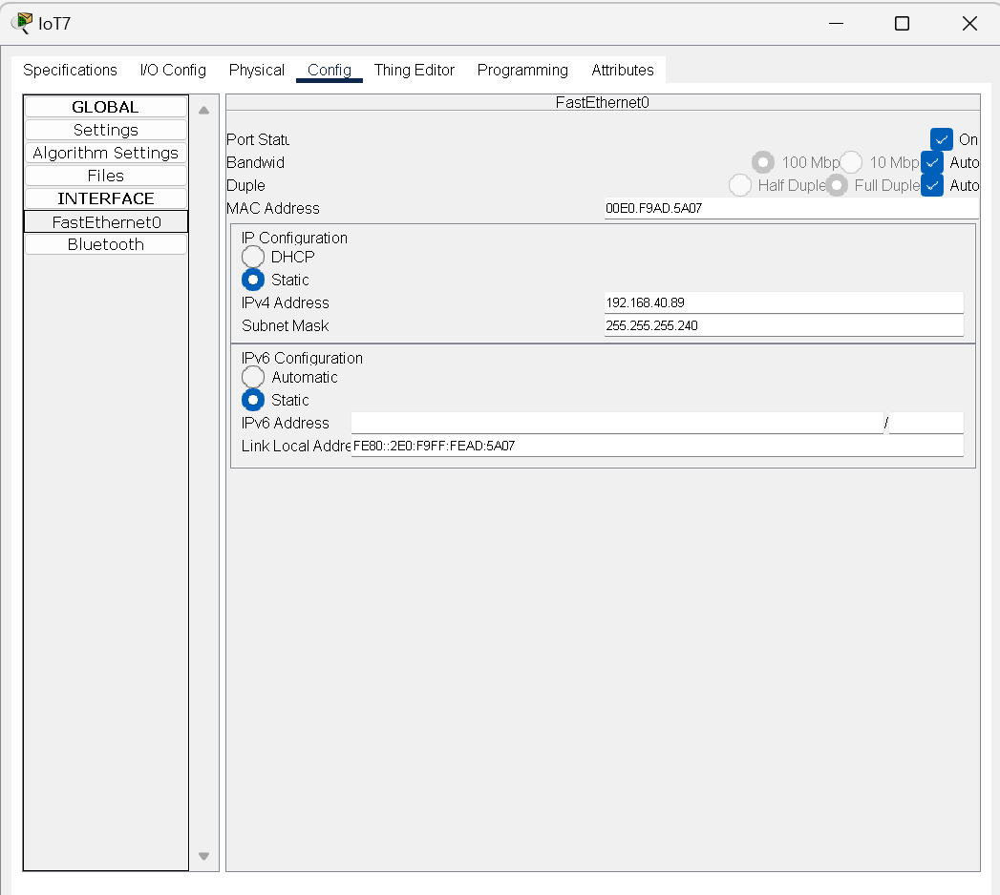 IoT7
Specifications I/O Config Physical Config Thing Editor Programming Attributes
GLOBAL
Settings
Algorithm Settings
Files
INTERFACE
FastEthernet0
Bluetooth
FastEthernet0
Port Statu On
Bandwid 100 Mbp 10 Mbp Auto
Duple Half Duple Full Duple Auto
MAC Address 00E0.F9AD.5A07
IP Configuration
DHCP
Static
IPv4 Address 192.168.40.89
Subnet Mask 255.255.255.240
IPv6 Configuration
Automatic
Static
IPv6 Address /
Link Local Addre FE80::2E0:F9FF:FEAD:5A07